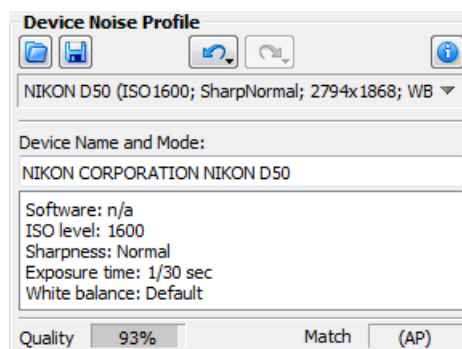 Device Noise Profile
NIKON D50 (ISO1600; SharpNormal; 2794x1868; WB
Device Name and Mode:
NIKON CORPORATION NIKON D50
Software: n/a
ISO level: 1600
Sharpness: Normal
Exposure time: 1/30 sec
White balance: Default
Quality 93% Match (AP)